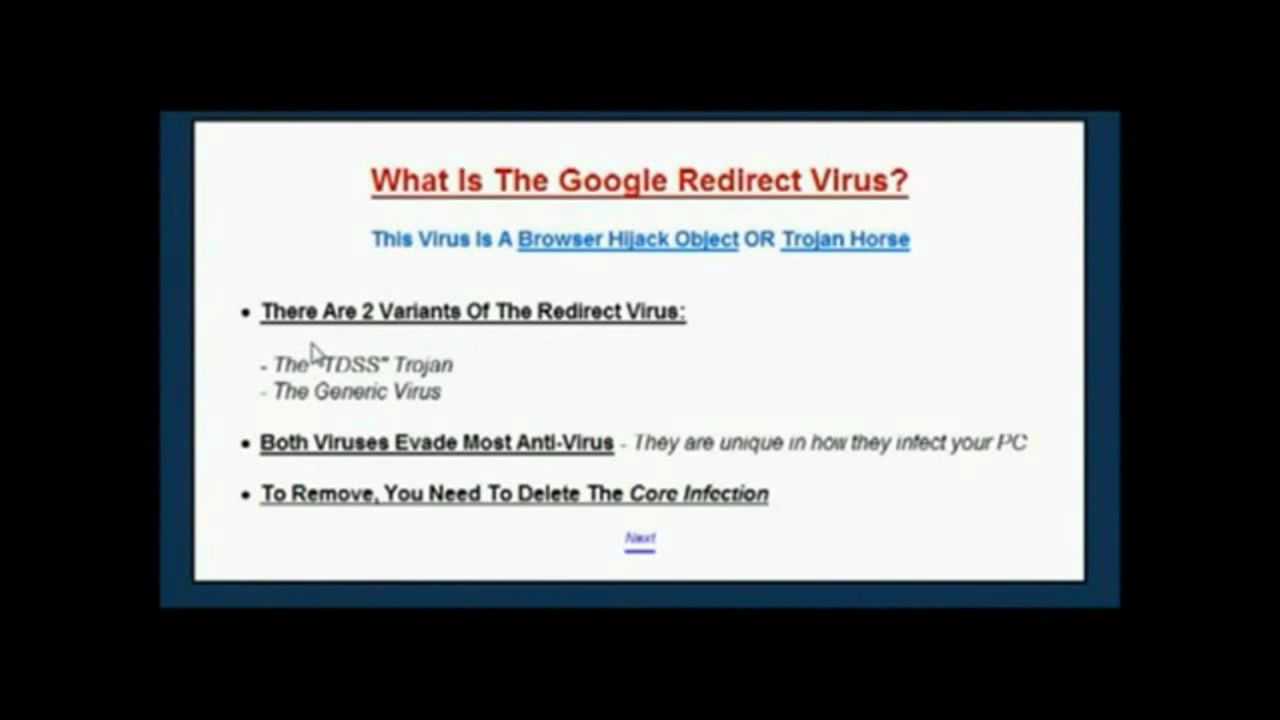 What Is The Google Redirect Virus?
This Virus Is A Browser Hijack Object OR Trojan Horse
• There Are 2 Variants Of The Redirect Virus:
- The "TDSS" Trojan
- The Generic Virus
• Both Viruses Evade Most Anti-Virus - They are unique in how they infect your PC
• To Remove, You Need To Delete The Core Infection
Next